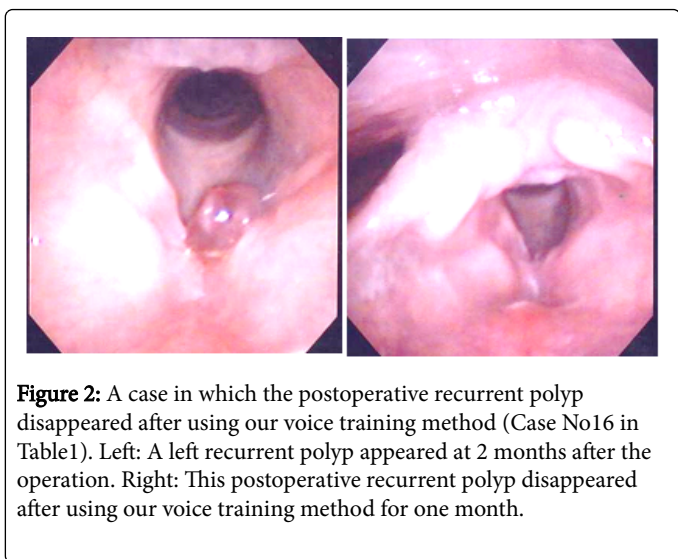 Figure 2: A case in which the postoperative recurrent polyp
disappeared after using our voice training method (Case No16 in
Table1). Left: A left recurrent polyp appeared at 2 months after the
operation. Right: This postoperative recurrent polyp disappeared
after using our voice training method for one month.